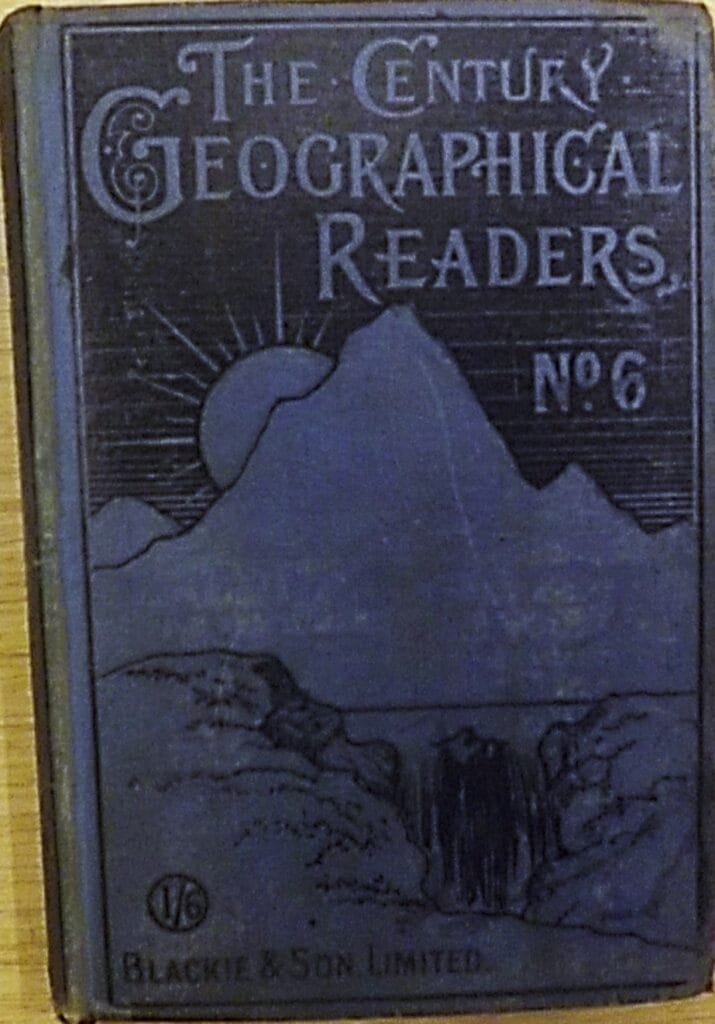 THE CENTURY
GEOGRAPHICAL
READERS,
No. 6
1/6
BLACKIE & SON LIMITED.